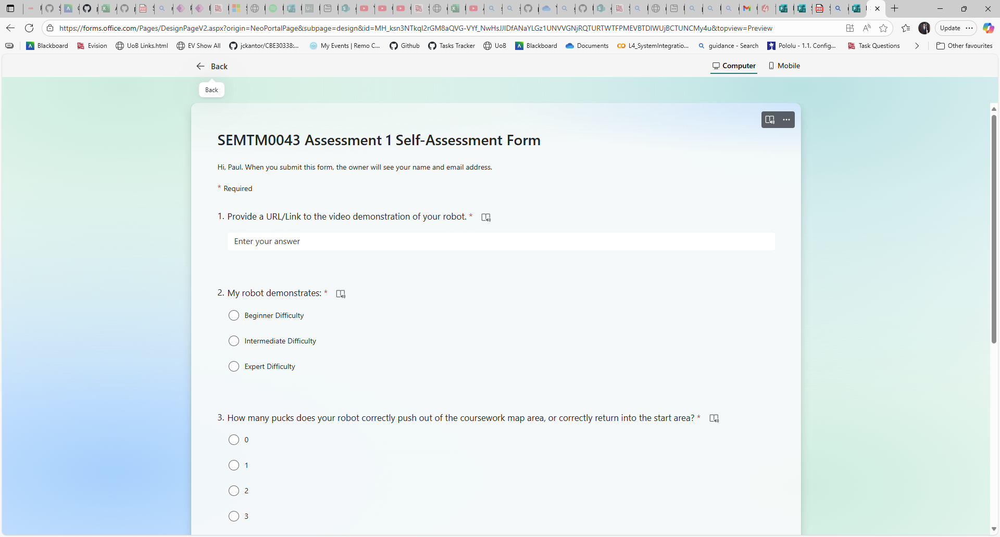 https://forms.office.com/Pages/DesignPageV2.aspx?origin=NeoPortalPage&subpage=design&id=MH_ksn3NTkqI2rGM8aQVG-VYf_NwHsJJIDfANaYLGz1UNVVGNjRQTURTWTFPMEVBTDlWUjBCTUNCMy4u&topview=Preview
Update
Blackboard
Evision
UoB Links.html
EV Show All
jckantor/CBE30338:...
My Events | Remo C...
Github
Tasks Tracker
UoB
Blackboard
Documents
L4_SystemIntegratio...
guidance - Search
Pololu - 1.1. Config...
Task Questions
Other favourites
Back
Computer
Mobile
Back
SEMTM0043 Assessment 1 Self-Assessment Form
Hi, Paul. When you submit this form, the owner will see your name and email address.
* Required
1. Provide a URL/Link to the video demonstration of your robot. *
Enter your answer
2. My robot demonstrates: *
Beginner Difficulty
Intermediate Difficulty
Expert Difficulty
3. How many pucks does your robot correctly push out of the coursework map area, or correctly return into the start area? *
0
1
2
3